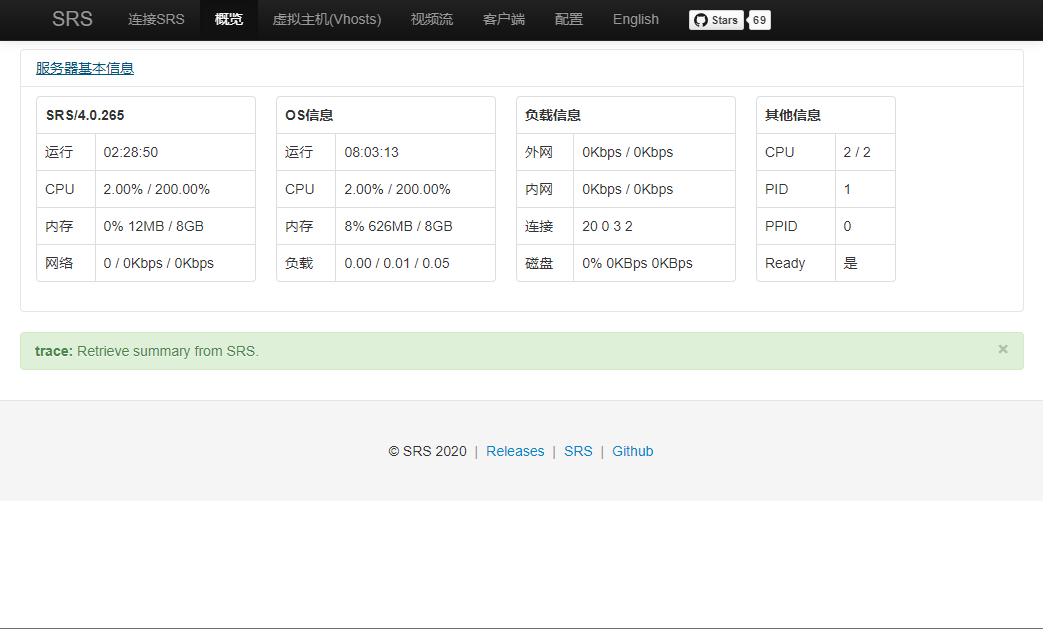 SRS 连接SRS 概览 虚拟主机(Vhosts) 视频流 客户端 配置 English Stars 69
服务器基本信息
SRS/4.0.265 OS信息 负载信息 其他信息
运行 02:28:50 运行 08:03:13 外网 0Kbps / 0Kbps CPU 2 / 2
CPU 2.00% / 200.00% CPU 2.00% / 200.00% 内网 0Kbps / 0Kbps PID 1
内存 0% 12MB / 8GB 内存 8% 626MB / 8GB 连接 20 0 3 2 PPID 0
网络 0 / 0Kbps / 0Kbps 负载 0.00 / 0.01 / 0.05 磁盘 0% 0KBps 0KBps Ready 是
trace: Retrieve summary from SRS. ×
© SRS 2020 | Releases | SRS | Github